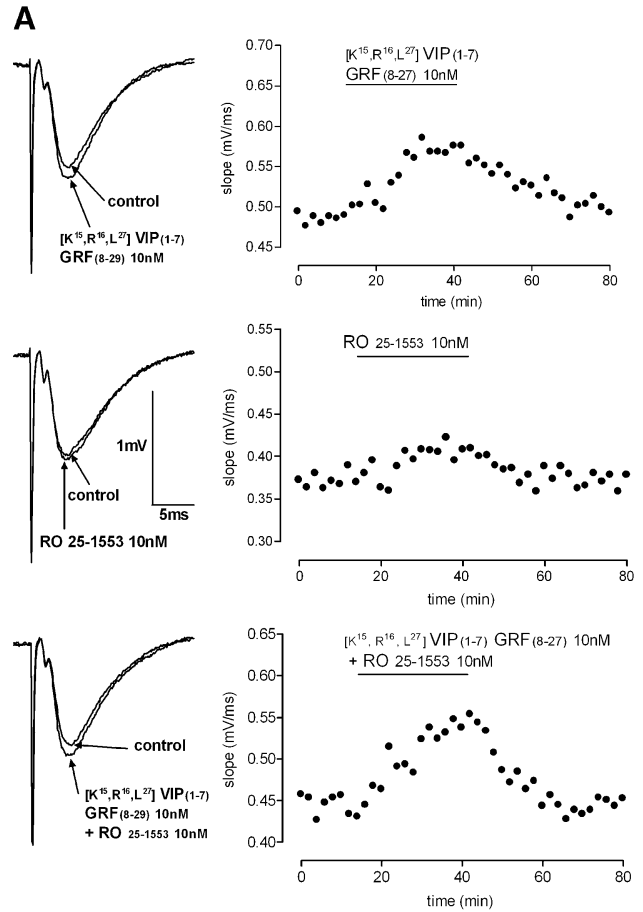 A
control
[K15,R16,L27] VIP(1-7)
GRF(8-29) 10nM
[K15,R16,L27] VIP(1-7)
GRF(8-27) 10nM
slope (mV/ms)
0.70
0.65
0.60
0.55
0.50
0.45
0 20 40 60 80
time (min)
1mV
5ms
control
RO 25-1553 10nM
RO 25-1553 10nM
slope (mV/ms)
0.55
0.50
0.45
0.40
0.35
0.30
0 20 40 60 80
time (min)
control
[K15,R16,L27] VIP(1-7)
GRF(8-29) 10nM
+ RO 25-1553 10nM
[K15, R16, L27] VIP(1-7) GRF(8-27) 10nM
+ RO 25-1553 10nM
slope (mV/ms)
0.65
0.60
0.55
0.50
0.45
0.40
0 20 40 60 80
time (min)